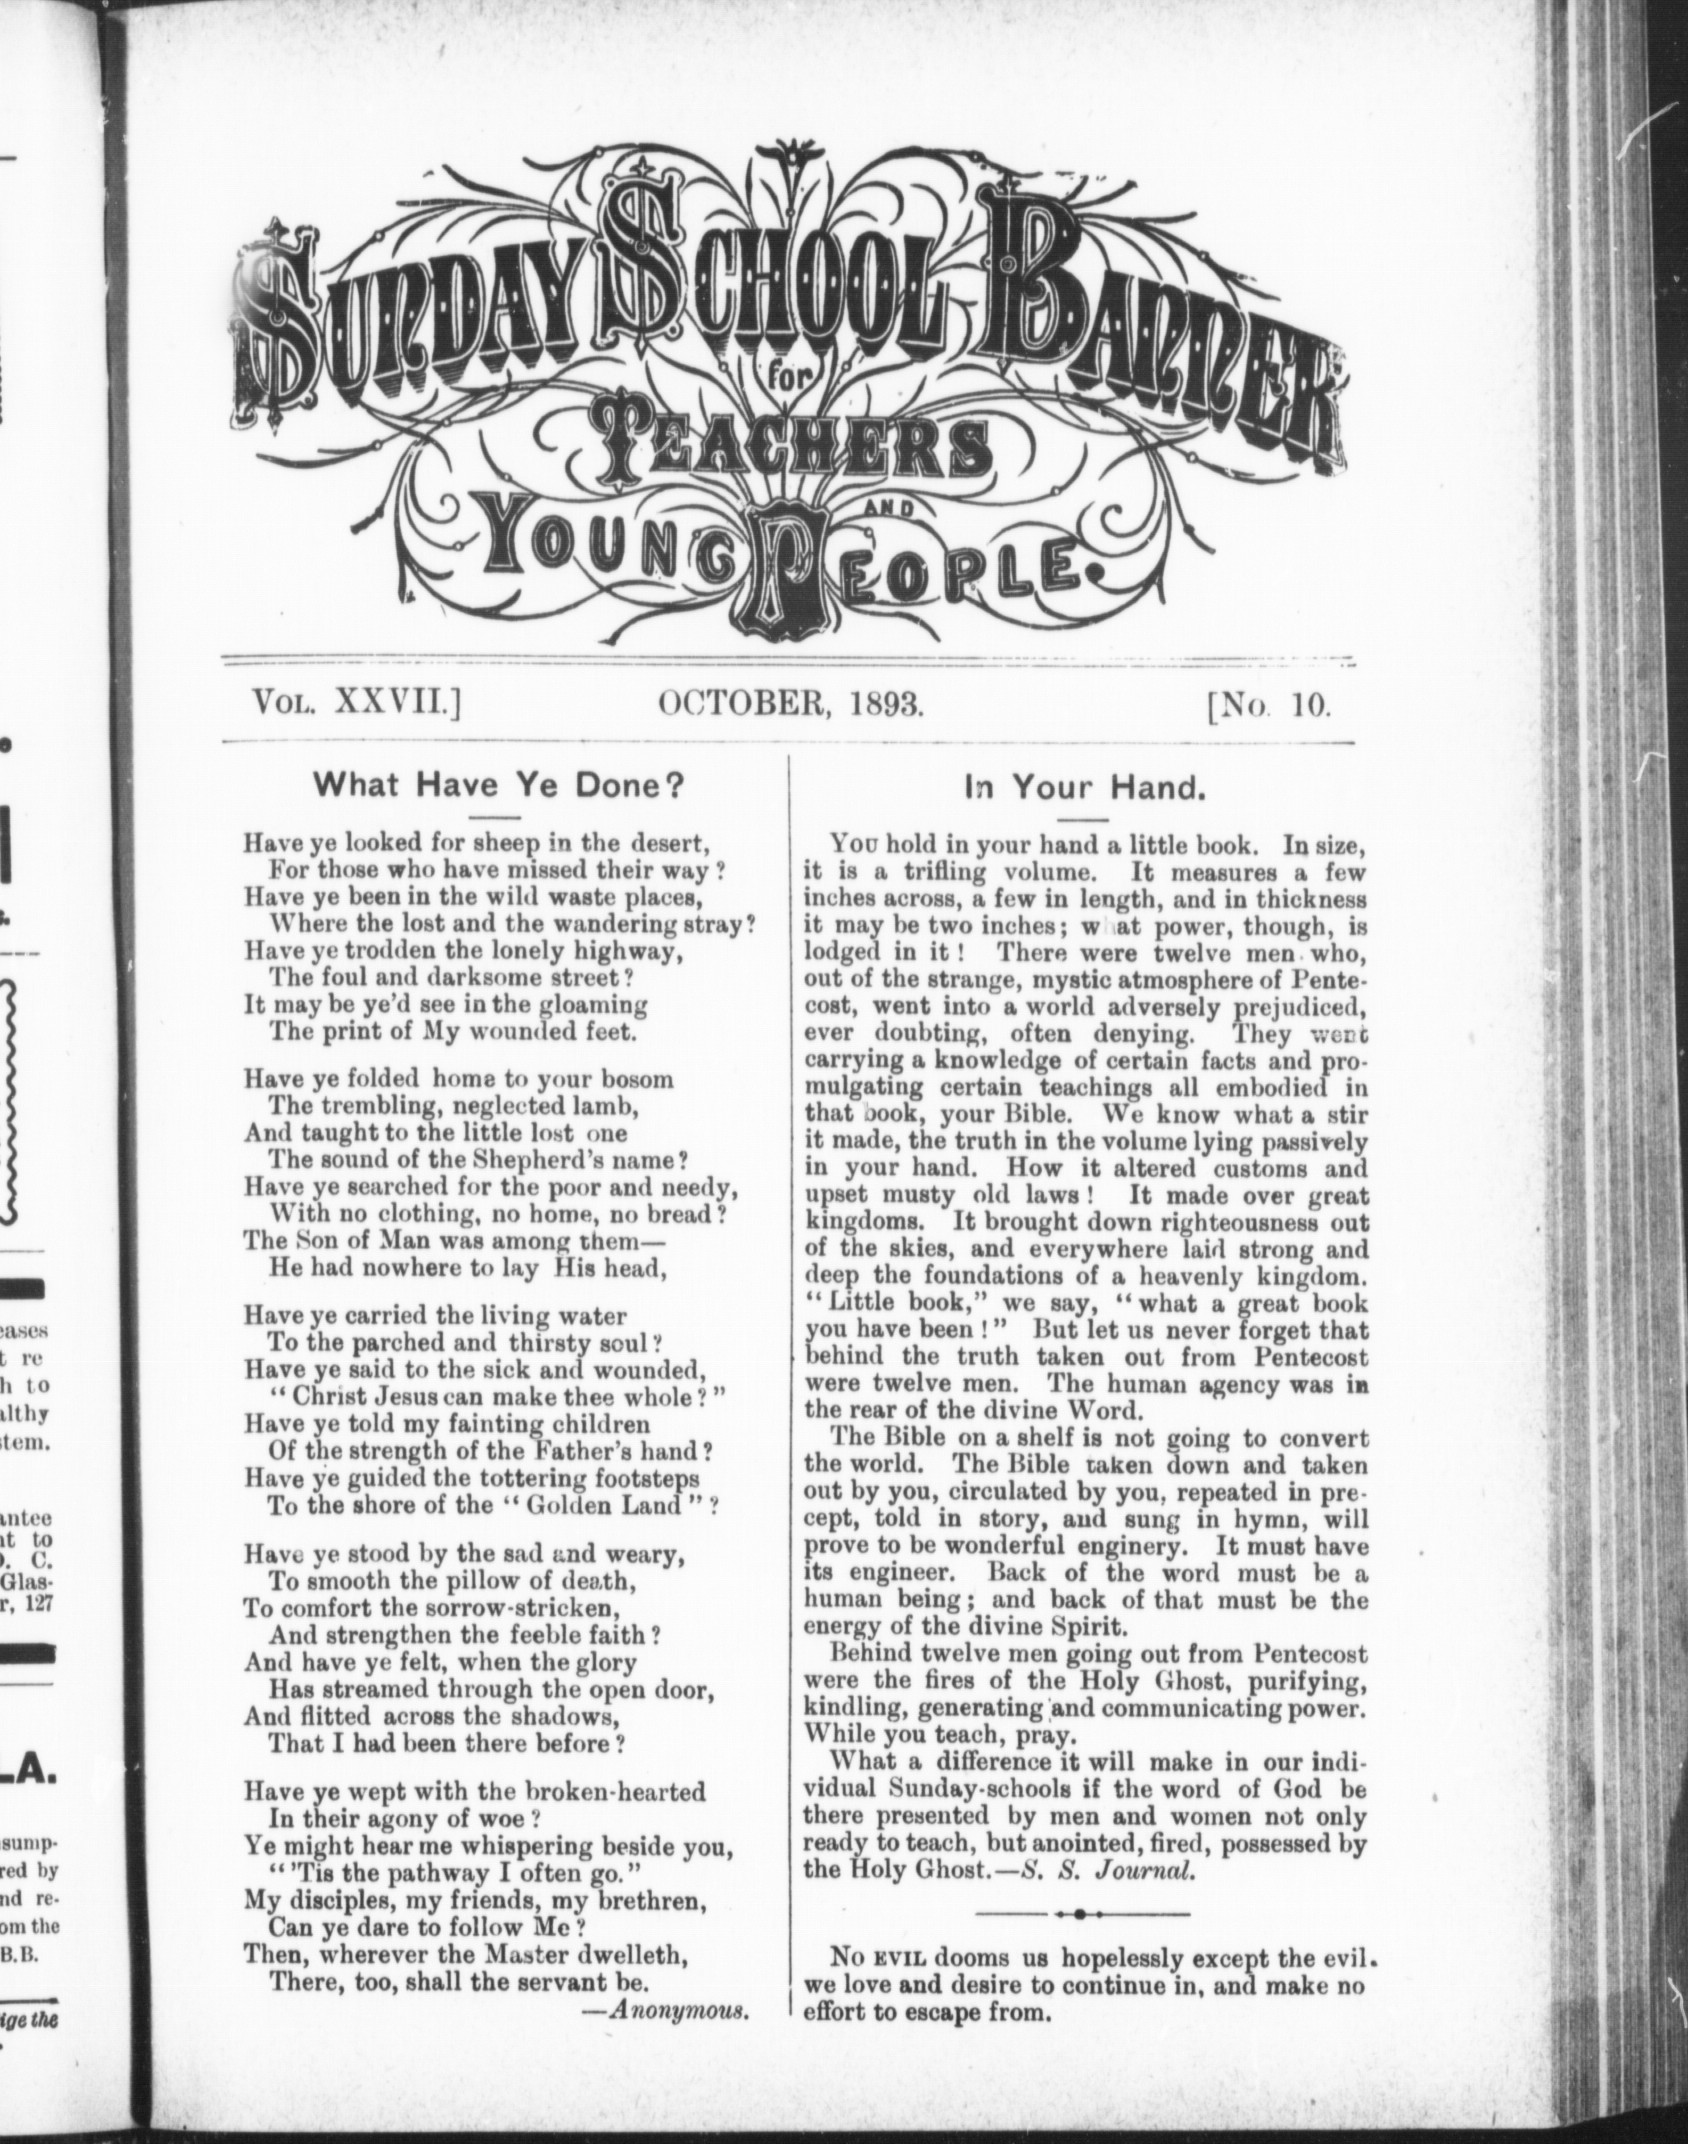 SUNDAY SCHOOL BANNER
for
TEACHERS
AND
YOUNG PEOPLE.
VOL. XXVII.] OCTOBER, 1893. [No. 10.
What Have Ye Done?
Have ye looked for sheep in the desert,
For those who have missed their way?
Have ye been in the wild waste places,
Where the lost and the wandering stray?
Have ye trodden the lonely highway,
The foul and darksome street?
It may be ye'd see in the gloaming
The print of My wounded feet.
Have ye folded home to your bosom
The trembling, neglected lamb,
And taught to the little lost one
The sound of the Shepherd's name?
Have ye searched for the poor and needy,
With no clothing, no home, no bread?
The Son of Man was among them—
He had nowhere to lay His head,
Have ye carried the living water
To the parched and thirsty soul?
Have ye said to the sick and wounded,
"Christ Jesus can make thee whole?"
Have ye told my fainting children
Of the strength of the Father's hand?
Have ye guided the tottering footsteps
To the shore of the "Golden Land"?
Have ye stood by the sad and weary,
To smooth the pillow of death,
To comfort the sorrow-stricken,
And strengthen the feeble faith?
And have ye felt, when the glory
Has streamed through the open door,
And flitted across the shadows,
That I had been there before?
Have ye wept with the broken-hearted
In their agony of woe?
Ye might hear me whispering beside you,
"'Tis the pathway I often go."
My disciples, my friends, my brethren,
Can ye dare to follow Me?
Then, wherever the Master dwelleth,
There, too, shall the servant be.
—Anonymous.
In Your Hand.
YOU hold in your hand a little book. In size,
it is a trifling volume. It measures a few
inches across, a few in length, and in thickness
it may be two inches; what power, though, is
lodged in it! There were twelve men who,
out of the strange, mystic atmosphere of Pente-
cost, went into a world adversely prejudiced,
ever doubting, often denying. They went
carrying a knowledge of certain facts and pro-
mulgating certain teachings all embodied in
that book, your Bible. We know what a stir
it made, the truth in the volume lying passively
in your hand. How it altered customs and
upset musty old laws! It made over great
kingdoms. It brought down righteousness out
of the skies, and everywhere laid strong and
deep the foundations of a heavenly kingdom.
"Little book," we say, "what a great book
you have been!" But let us never forget that
behind the truth taken out from Pentecost
were twelve men. The human agency was in
the rear of the divine Word.
The Bible on a shelf is not going to convert
the world. The Bible taken down and taken
out by you, circulated by you, repeated in pre-
cept, told in story, and sung in hymn, will
prove to be wonderful enginery. It must have
its engineer. Back of the word must be a
human being; and back of that must be the
energy of the divine Spirit.
Behind twelve men going out from Pentecost
were the fires of the Holy Ghost, purifying,
kindling, generating and communicating power.
While you teach, pray.
What a difference it will make in our indi-
vidual Sunday-schools if the word of God be
there presented by men and women not only
ready to teach, but anointed, fired, possessed by
the Holy Ghost.—S. S. Journal.
NO EVIL dooms us hopelessly except the evil.
we love and desire to continue in, and make no
effort to escape from.